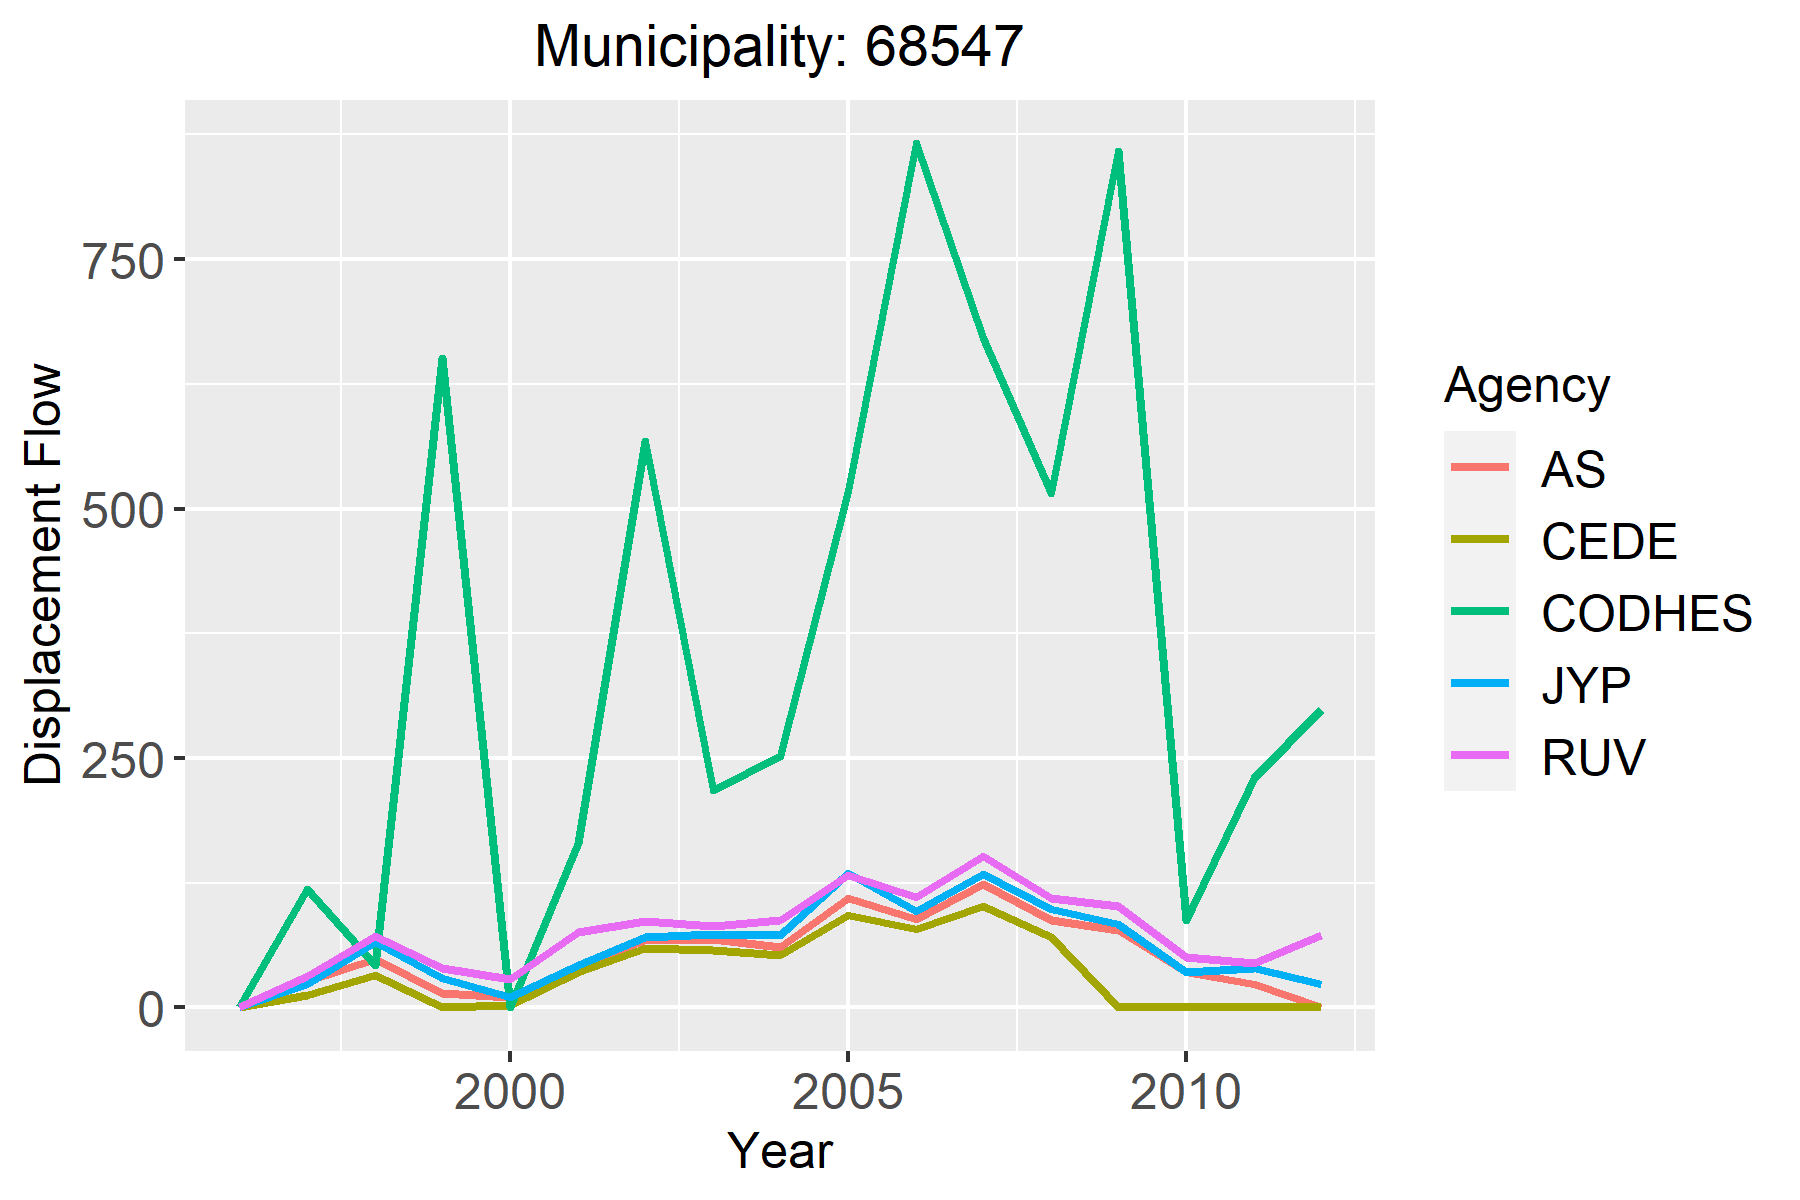 Municipality: 68547
Displacement Flow
750
500
250
0
2000 2005 2010
Year
Agency
AS
CEDE
CODHES
JYP
RUV